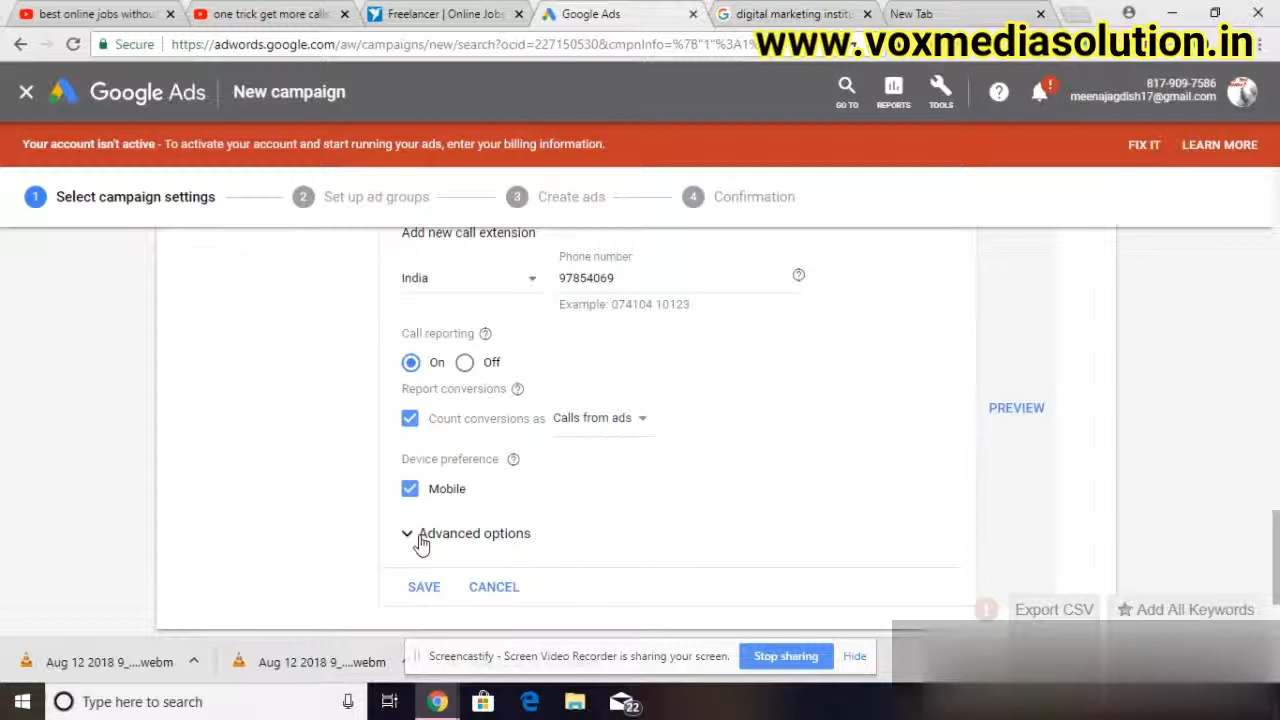 best online jobs without
one trick get more calls
Freelancer | Online Jobs
Google Ads
digital marketing institu
New Tab
Secure
https://adwords.google.com/aw/campaigns/new/search?ocid=227150530&cmpnInfo=%7B"1"%3A1%
www.voxmediasolution.in
Google Ads
New campaign
GO TO
REPORTS
TOOLS
?
!
817-909-7586
meenajagdish17@gmail.com
Your account isn't active - To activate your account and start running your ads, enter your billing information.
FIX IT
LEARN MORE
1 Select campaign settings
2 Set up ad groups
3 Create ads
4 Confirmation
Add new call extension
Phone number
India
97854069
Example: 074104 10123
Call reporting
On
Off
Report conversions
PREVIEW
Count conversions as
Calls from ads
Device preference
Mobile
Advanced options
SAVE
CANCEL
Export CSV
Add All Keywords
Aug 12 2018 9_....webm
Aug 12 2018 9_....webm
Screencastify - Screen Video Recorder is sharing your screen.
Stop sharing
Hide
Type here to search
22